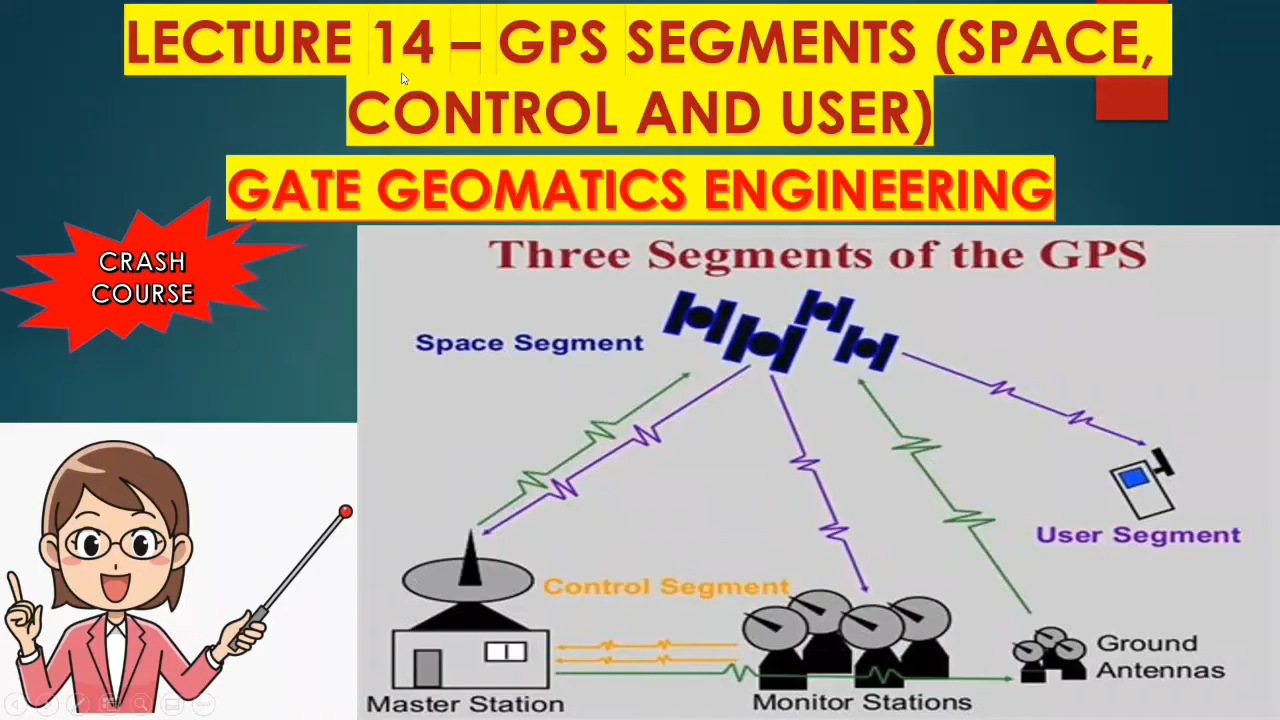 LECTURE 14 – GPS SEGMENTS (SPACE,
CONTROL AND USER)
GATE GEOMATICS ENGINEERING
CRASH
COURSE
Three Segments of the GPS
Space Segment
User Segment
Control Segment
Ground
Antennas
Master Station
Monitor Stations